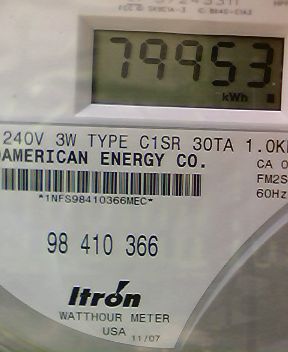 79953
kWh
240V 3W TYPE C1SR 30TA 1.0K
AMERICAN ENERGY CO.
CA 0
FM2S
60Hz
*1NFS98410366MEC*
98 410 366
Itron
WATTHOUR METER
USA 11/07